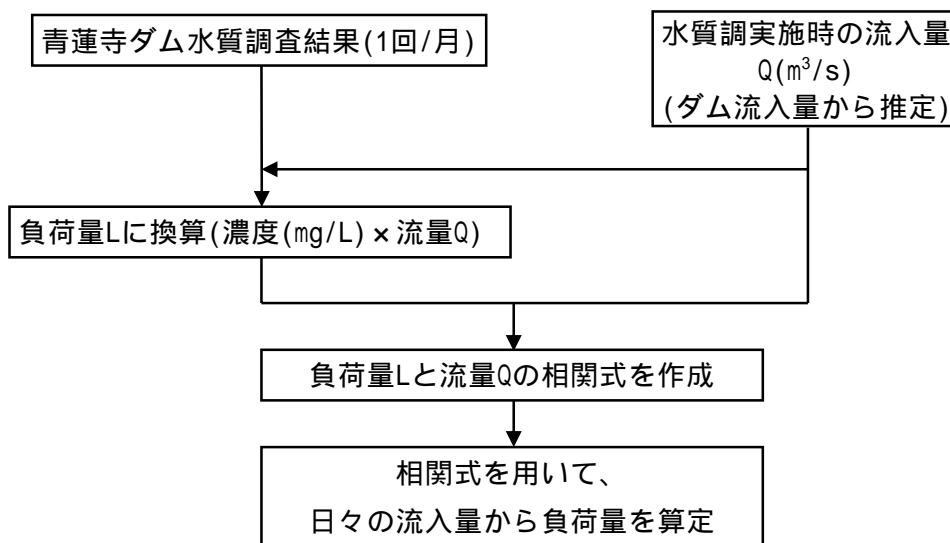 青蓮寺ダム水質調査結果(1回/月)
水質調実施時の流入量
Q(m³/s)
(ダム流入量から推定)
負荷量Lに換算(濃度(mg/L)×流量Q)
負荷量Lと流量Qの相関式を作成
相関式を用いて、
日々の流入量から負荷量を算定